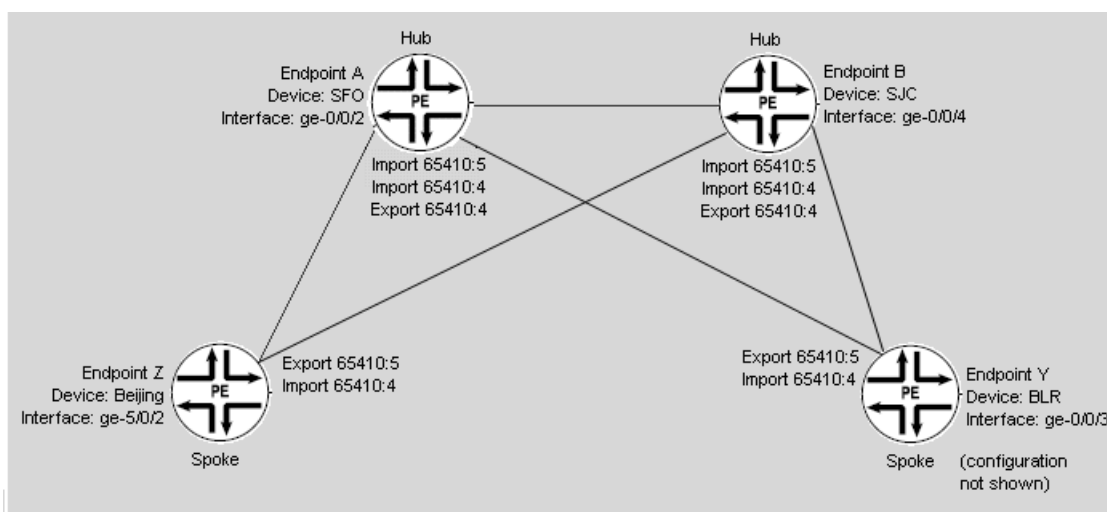 Hub
Endpoint A
Device: SFO
Interface: ge-0/0/2
PE
Import 65410:5
Import 65410:4
Export 65410:4
Hub
Endpoint B
Device: SJC
Interface: ge-0/0/4
PE
Import 65410:5
Import 65410:4
Export 65410:4
Endpoint Z
Device: Beijing
Interface: ge-5/0/2
PE
Export 65410:5
Import 65410:4
Spoke
Export 65410:5
Import 65410:4
PE
Endpoint Y
Device: BLR
Interface: ge-0/0/3
Spoke
(configuration
not shown)